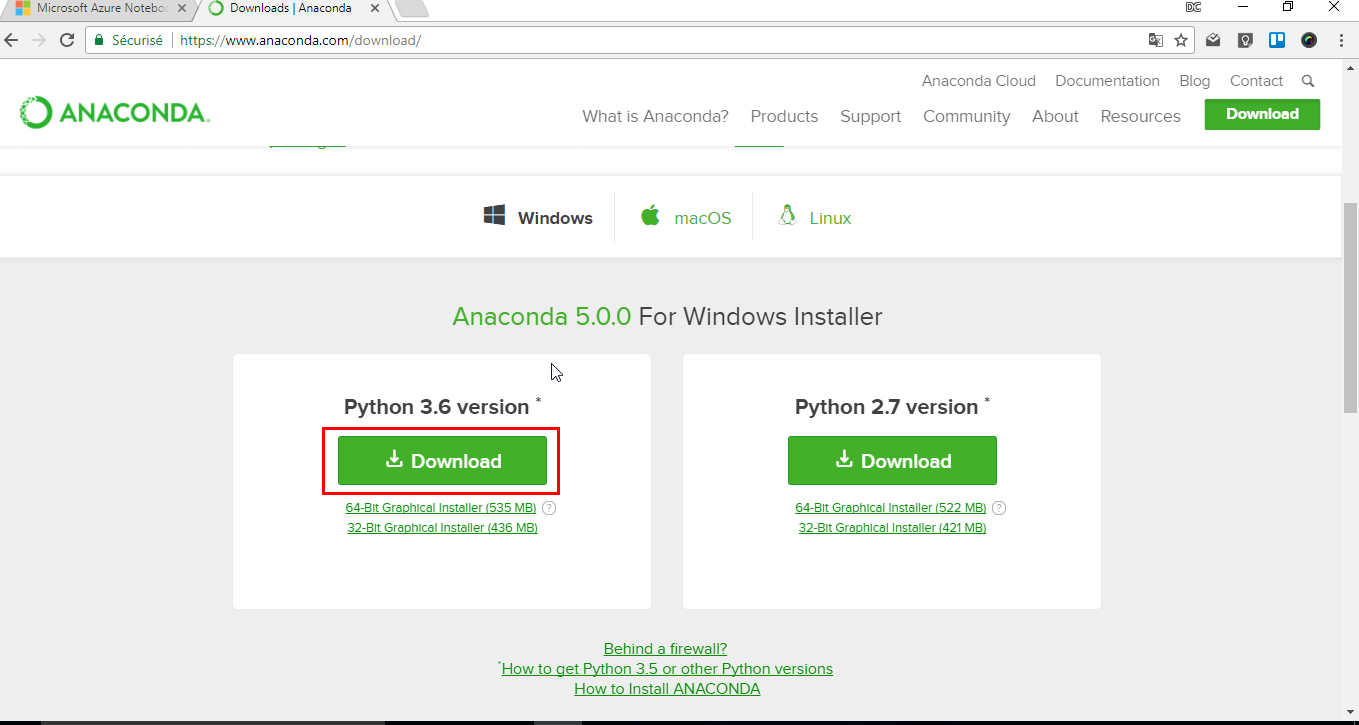 Microsoft Azure Notebo
Downloads | Anaconda
Sécurisé
https://www.anaconda.com/download/
Anaconda Cloud Documentation Blog Contact
ANACONDA.
What is Anaconda? Products Support Community About Resources Download
Windows macOS Linux
Anaconda 5.0.0 For Windows Installer
Python 3.6 version *
Download
64-Bit Graphical Installer (535 MB) ?
32-Bit Graphical Installer (436 MB)
Python 2.7 version *
Download
64-Bit Graphical Installer (522 MB) ?
32-Bit Graphical Installer (421 MB)
Behind a firewall?
*How to get Python 3.5 or other Python versions
How to Install ANACONDA